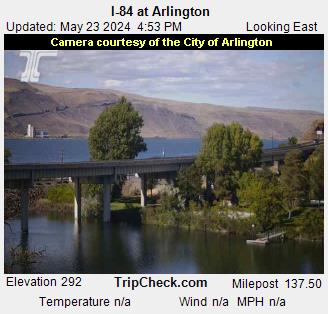 I-84 at Arlington
Updated: May 23 2024 4:53 PM Looking East
Camera courtesy of the City of Arlington
Elevation 292 TripCheck.com Milepost 137.50
Temperature n/a Wind n/a MPH n/a